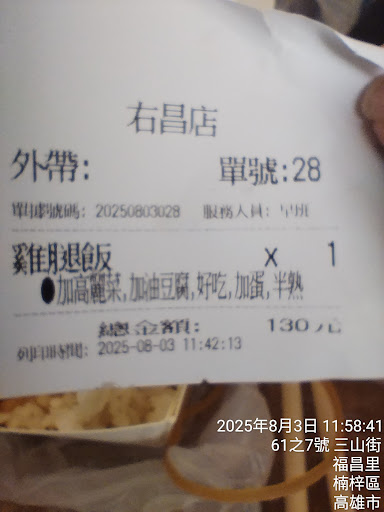 右昌店
外帶: 單號:28
單據號碼: 20250803028 服務人員: 早班
雞腿飯 x 1
●加高麗菜,加油豆腐,好吃,加蛋,半熟
總金額: 130元
列印時間: 2025-08-03 11:42:13
2025年8月3日 11:58:41
61之7號 三山街
福昌里
楠梓區
高雄市